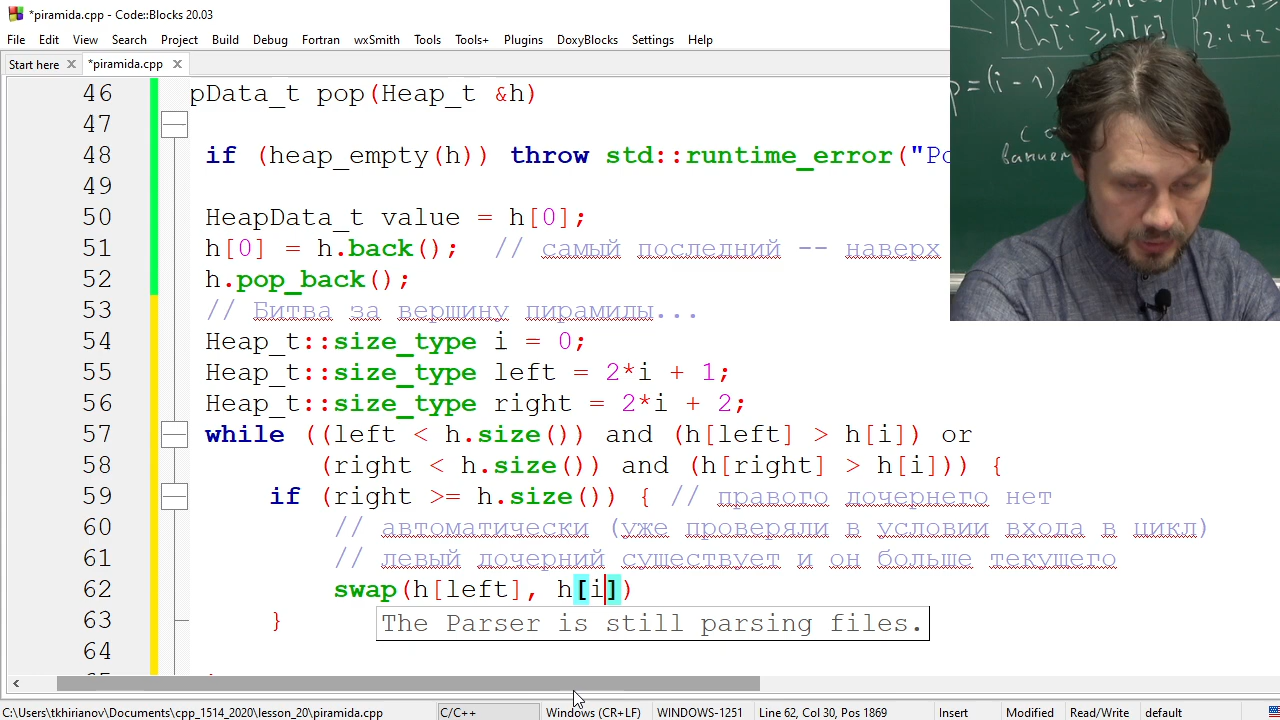 *piramida.cpp - Code::Blocks 20.03
File Edit View Search Project Build Debug Fortran wxSmith Tools Tools+ Plugins DoxyBlocks Settings Help
Start here *piramida.cpp
46 pData_t pop(Heap_t &h)
47
48 if (heap_empty(h)) throw std::runtime_error("Po
49
50 HeapData_t value = h[0];
51 h[0] = h.back(); // самый последний -- наверх
52 h.pop_back();
53 // Битва за вершину пирамиды...
54 Heap_t::size_type i = 0;
55 Heap_t::size_type left = 2*i + 1;
56 Heap_t::size_type right = 2*i + 2;
57 while ((left < h.size()) and (h[left] > h[i]) or
58 (right < h.size()) and (h[right] > h[i])) {
59 if (right >= h.size()) { // правого дочернего нет
60 // автоматически (уже проверяли в условии входа в цикл)
61 // левый дочерний существует и он больше текущего
62 swap(h[left], h[i])
63 }
The Parser is still parsing files.
64
C:\Users\tkhirianov\Documents\cpp_1514_2020\lesson_20\piramida.cpp C/C++ Windows (CR+LF) WINDOWS-1251 Line 62, Col 30, Pos 1869 Insert Modified Read/Write default
h[i] ≥ h[r]
2·i+2
p=(i-1)